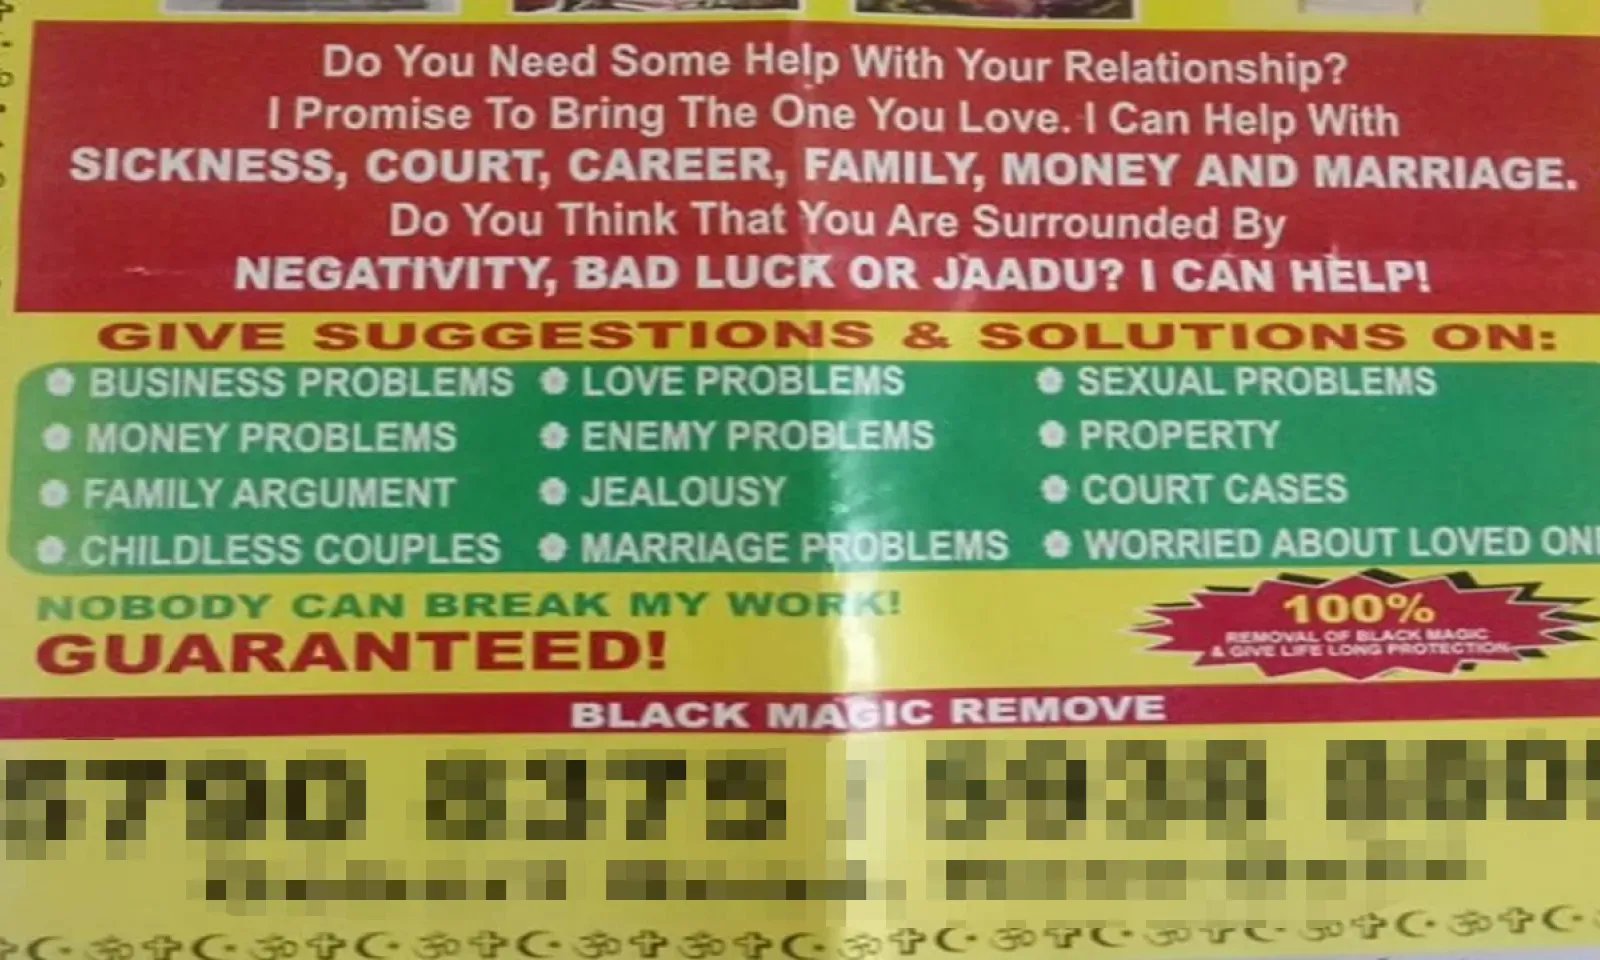 Do You Need Some Help With Your Relationship?
I Promise To Bring The One You Love. I Can Help With
SICKNESS, COURT, CAREER, FAMILY, MONEY AND MARRIAGE.
Do You Think That You Are Surrounded By
NEGATIVITY, BAD LUCK OR JAADU? I CAN HELP!
GIVE SUGGESTIONS & SOLUTIONS ON:
BUSINESS PROBLEMS LOVE PROBLEMS SEXUAL PROBLEMS
MONEY PROBLEMS ENEMY PROBLEMS PROPERTY
FAMILY ARGUMENT JEALOUSY COURT CASES
CHILDLESS COUPLES MARRIAGE PROBLEMS WORRIED ABOUT LOVED
NOBODY CAN BREAK MY WORK!
GUARANTEED!
100%
REMOVAL OF BLACK MAGIC
& GIVE LIFE LONG PROTECTION
BLACK MAGIC REMOVE